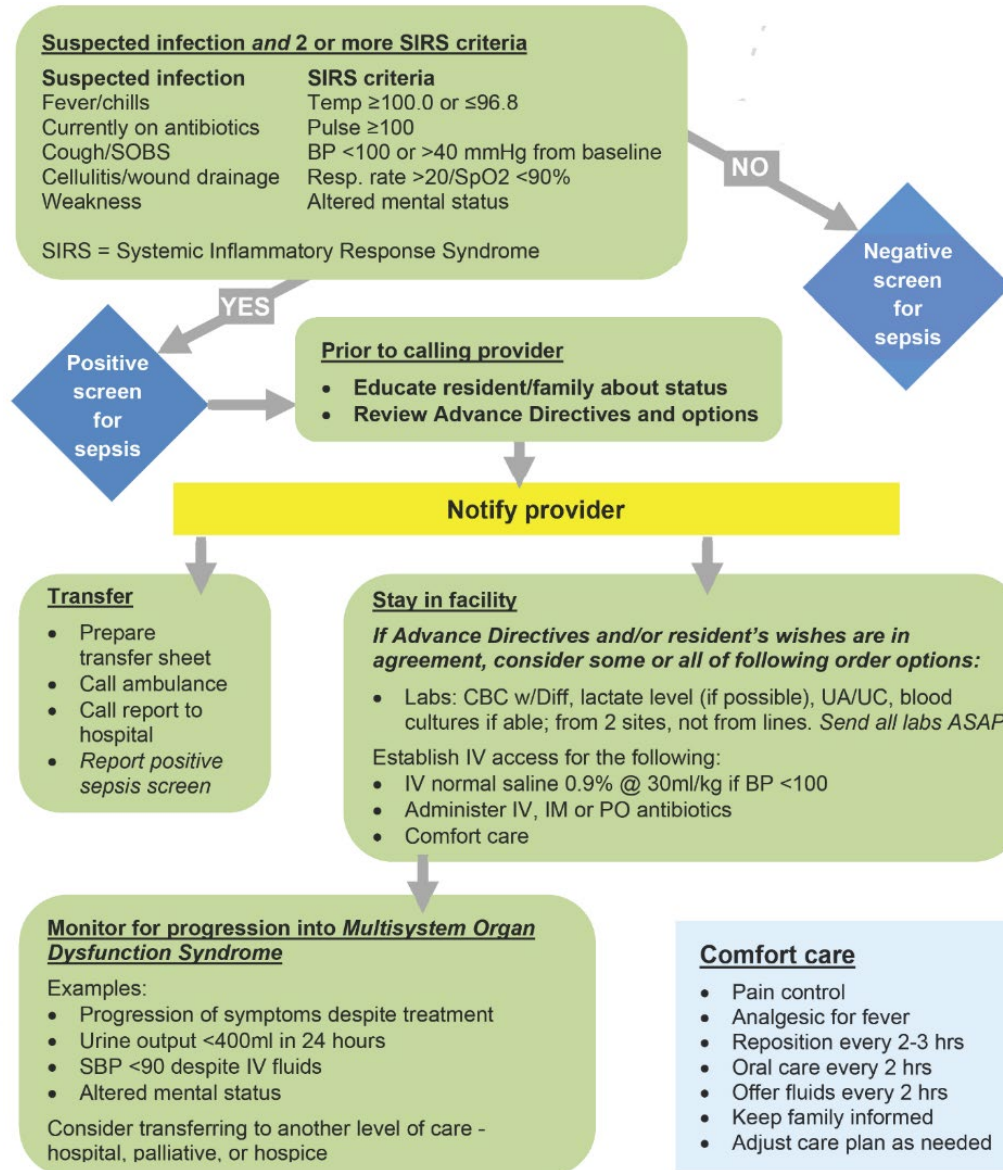 Suspected infection and 2 or more SIRS criteria
Suspected infection SIRS criteria
Fever/chills Temp ≥100.0 or ≤96.8
Currently on antibiotics Pulse ≥100
Cough/SOBS BP <100 or >40 mmHg from baseline
Cellulitis/wound drainage Resp. rate >20/SpO2 <90%
Weakness Altered mental status
SIRS = Systemic Inflammatory Response Syndrome
NO
Negative
screen
for
sepsis
YES
Positive
screen
for
sepsis
Prior to calling provider
• Educate resident/family about status
• Review Advance Directives and options
Notify provider
Transfer
• Prepare
transfer sheet
• Call ambulance
• Call report to
hospital
• Report positive
sepsis screen
Stay in facility
If Advance Directives and/or resident's wishes are in
agreement, consider some or all of following order options:
• Labs: CBC w/Diff, lactate level (if possible), UA/UC, blood
cultures if able; from 2 sites, not from lines. Send all labs ASAP
Establish IV access for the following:
• IV normal saline 0.9% @ 30ml/kg if BP <100
• Administer IV, IM or PO antibiotics
• Comfort care
Monitor for progression into Multisystem Organ
Dysfunction Syndrome
Examples:
• Progression of symptoms despite treatment
• Urine output <400ml in 24 hours
• SBP <90 despite IV fluids
• Altered mental status
Consider transferring to another level of care -
hospital, palliative, or hospice
Comfort care
• Pain control
• Analgesic for fever
• Reposition every 2-3 hrs
• Oral care every 2 hrs
• Offer fluids every 2 hrs
• Keep family informed
• Adjust care plan as needed